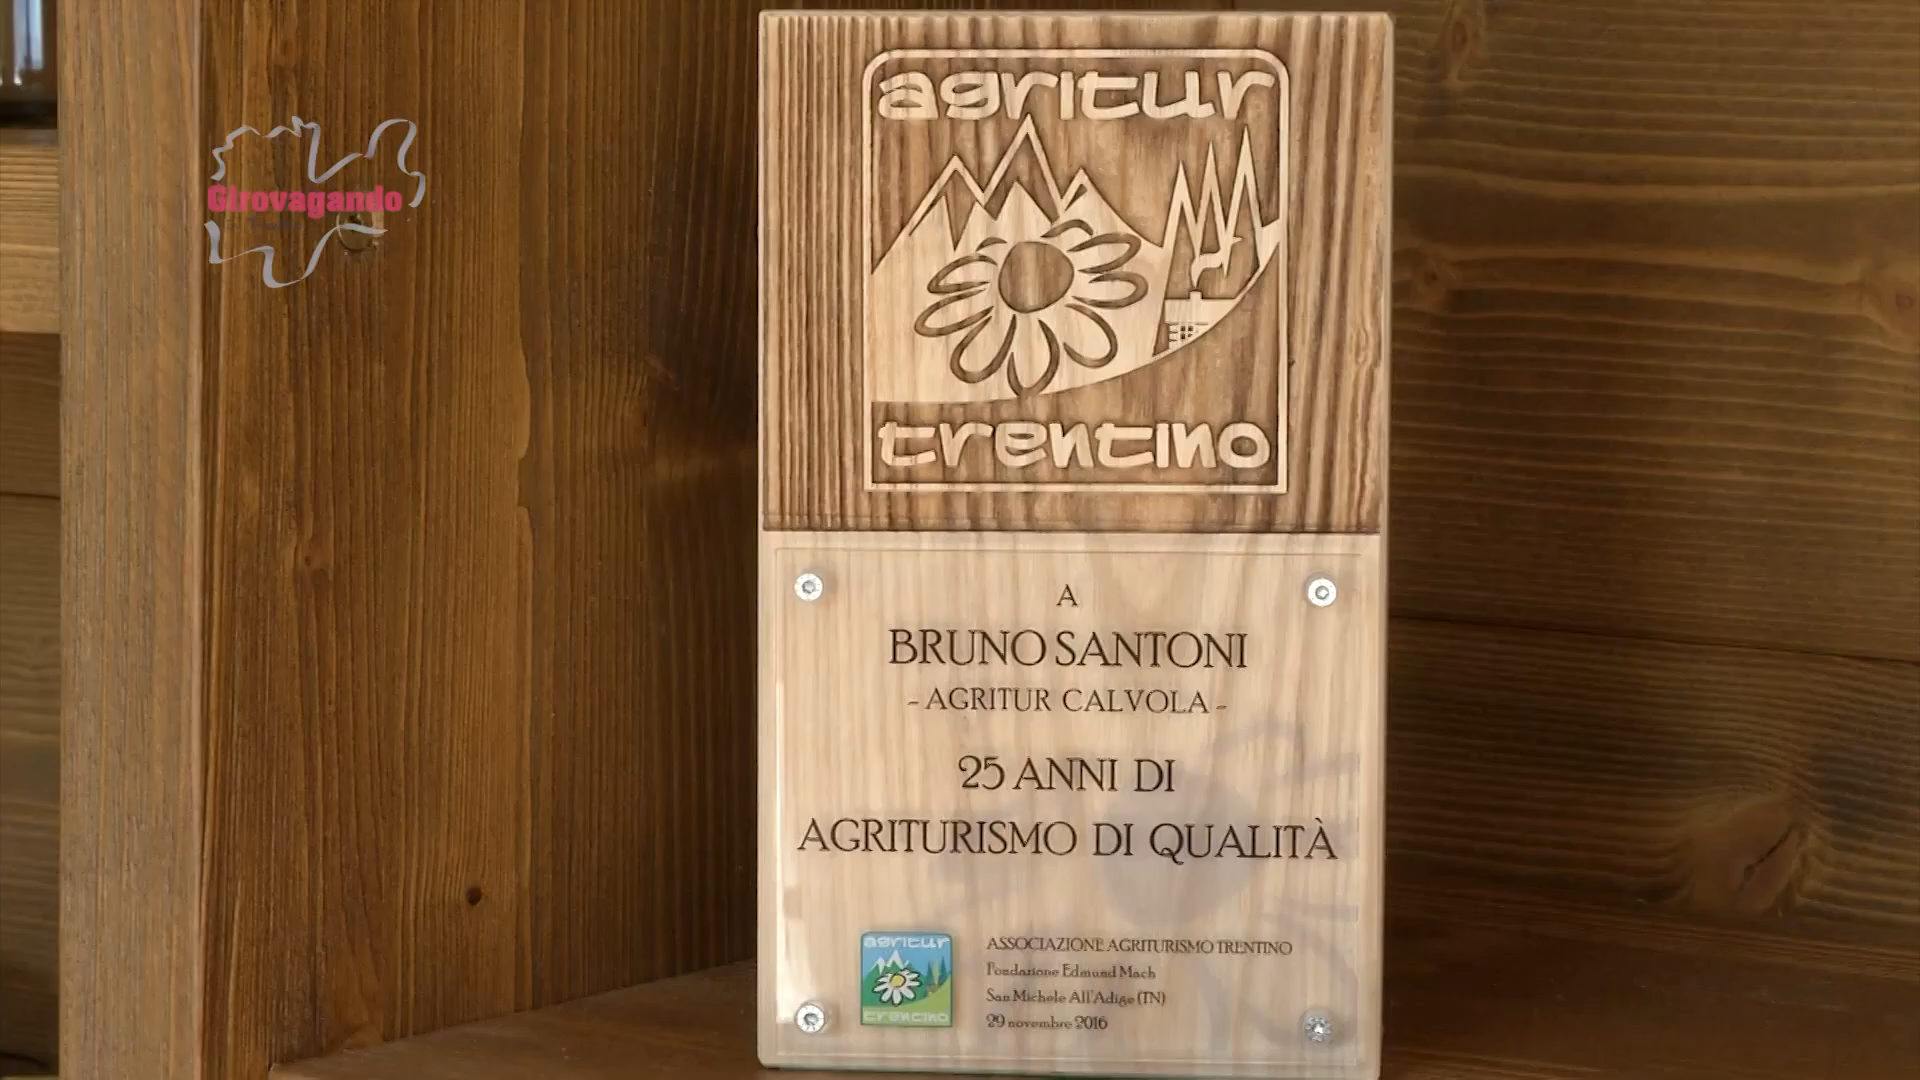 Girovagando
agritur
trentino
A
BRUNO SANTONI
- AGRITUR CALVOLA -
25 ANNI DI
AGRITURISMO DI QUALITÀ
agritur
trentino
ASSOCIAZIONE AGRITURISMO TRENTINO
Fondazione Edmund Mach
San Michele All'Adige (TN)
29 novembre 2016